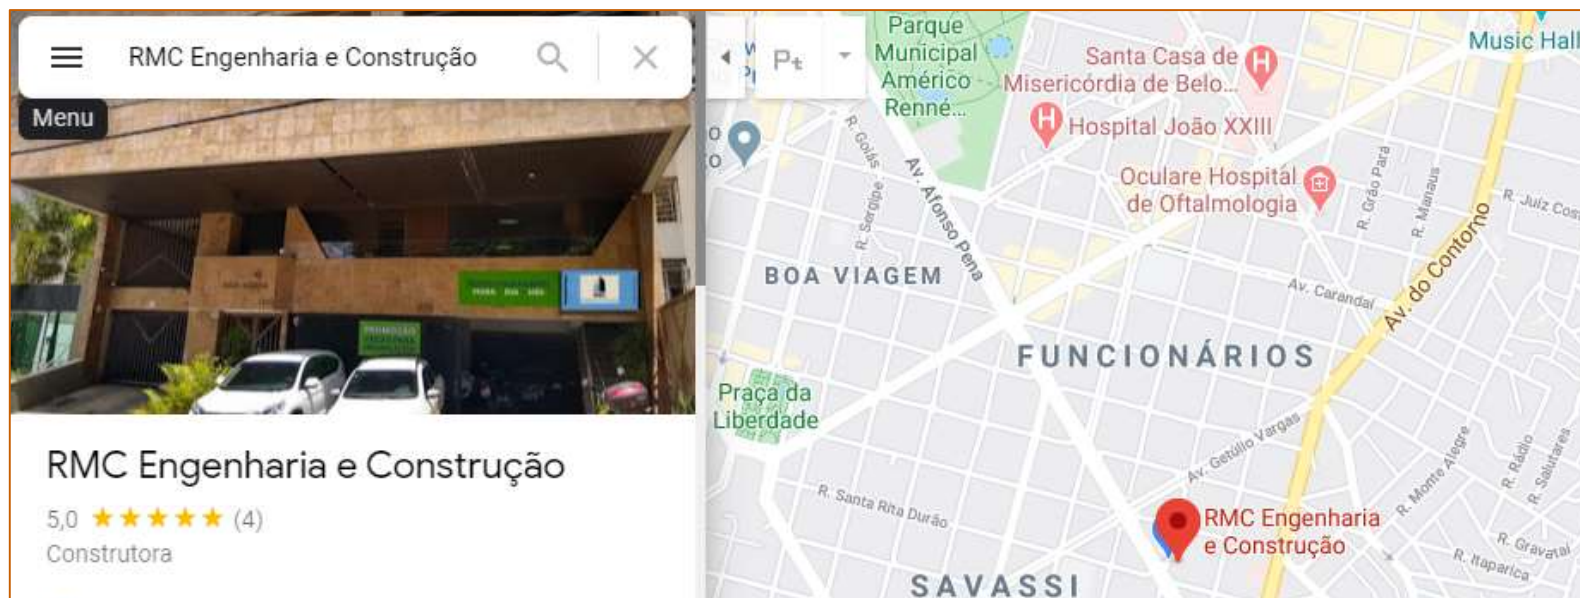 RMC Engenharia e Construção
Menu
PROMOÇÃO
RMC Engenharia e Construção
5,0 ★★★★★ (4)
Construtora
Parque
Municipal
Américo
Renné...
Santa Casa de
Misericórdia de Belo...
Hospital João XXIII
Oculare Hospital
de Oftalmologia
Music Hall
R. Goiás
R. Sergipe
Av. Afonso Pena
R. Grão Pará
R. Manaus
R. Juiz Cos
BOA VIAGEM
Av. Carandaí
Av. do Contorno
FUNCIONÁRIOS
Praça da
Liberdade
Av. Getúlio Vargas
R. Monte Alegre
R. Rádio
R. Salutares
R. Santa Rita Durão
RMC Engenharia
e Construção
R. Gravataí
R. Itaparica
SAVASSI